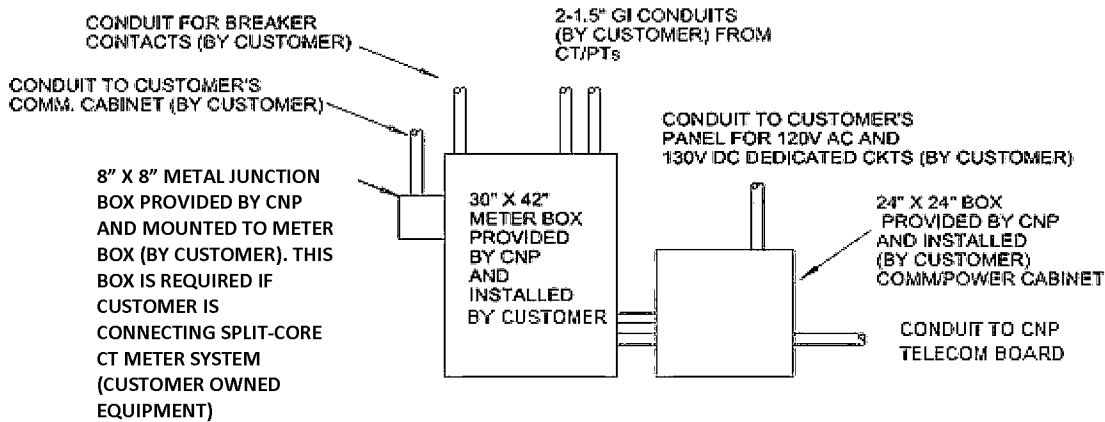 CONDUIT FOR BREAKER
CONTACTS (BY CUSTOMER)
2-1.5" GI CONDUITS
(BY CUSTOMER) FROM
CT/PTs
CONDUIT TO CUSTOMER'S
COMM. CABINET (BY CUSTOMER)
CONDUIT TO CUSTOMER'S
PANEL FOR 120V AC AND
130V DC DEDICATED CKTS (BY CUSTOMER)
8” X 8” METAL JUNCTION
BOX PROVIDED BY CNP
AND MOUNTED TO METER
BOX (BY CUSTOMER). THIS
BOX IS REQUIRED IF
CUSTOMER IS
CONNECTING SPLIT-CORE
CT METER SYSTEM
(CUSTOMER OWNED
EQUIPMENT)
30" X 42"
METER BOX
PROVIDED
BY CNP
AND
INSTALLED
BY CUSTOMER
24" X 24" BOX
PROVIDED BY CNP
AND INSTALLED
(BY CUSTOMER)
COMM/POWER CABINET
CONDUIT TO CNP
TELECOM BOARD